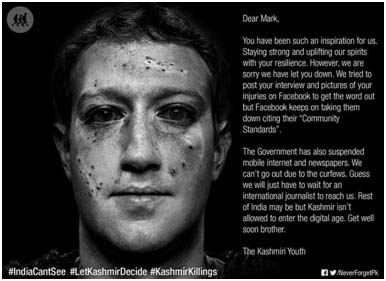 Dear Mark,
You have been such an inspiration for us.
Staying strong and uplifting our spirits
with your resilience. However, we are
sorry we have let you down. We tried to
post your interview and pictures of your
injuries on Facebook to get the word out
but Facebook keeps on taking them
down citing their “Community
Standards”.
The Government has also suspended
mobile internet and newspapers. We
can’t go out due to the curfews. Guess
we will just have to wait for an
international journalist to reach us. Rest
of India may be but Kashmir isn’t
allowed to enter the digital age. Get well
soon brother.
The Kashmiri Youth
#IndiaCantSee #LetKashmirDecide #KashmirKillings
/NeverForgetPk